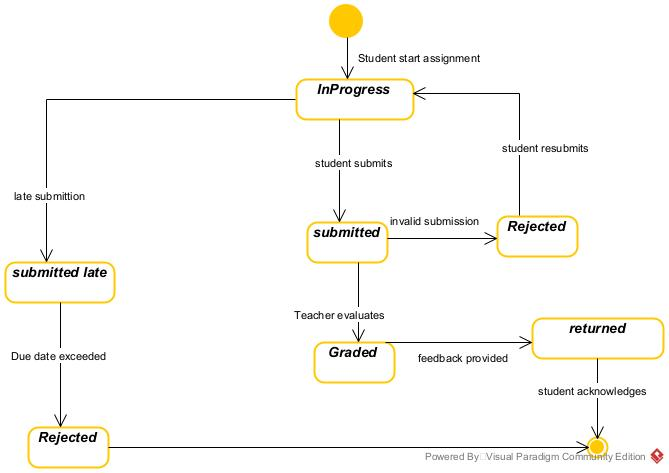 Student start assignment
InProgress
student resubmits
student submits
late submittion
invalid submission
Rejected
submitted
submitted late
Teacher evaluates
returned
Graded
feedback provided
Due date exceeded
student acknowledges
Rejected
Powered By Visual Paradigm Community Edition